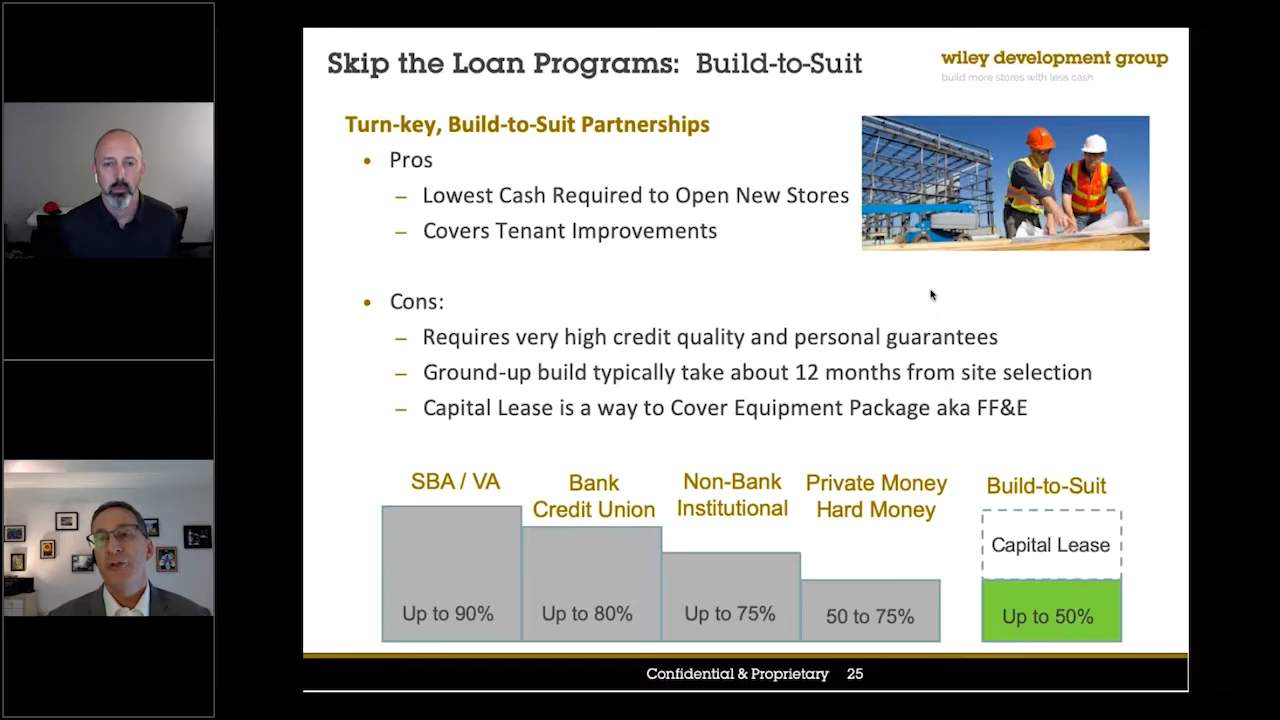 Skip the Loan Programs: Build-to-Suit
wiley development group
build more stores with less cash
Turn-key, Build-to-Suit Partnerships
• Pros
– Lowest Cash Required to Open New Stores
– Covers Tenant Improvements
• Cons:
– Requires very high credit quality and personal guarantees
– Ground-up build typically take about 12 months from site selection
– Capital Lease is a way to Cover Equipment Package aka FF&E
SBA / VA
Bank
Credit Union
Non-Bank
Institutional
Private Money
Hard Money
Build-to-Suit
Capital Lease
Up to 90%
Up to 80%
Up to 75%
50 to 75%
Up to 50%
Confidential & Proprietary 25